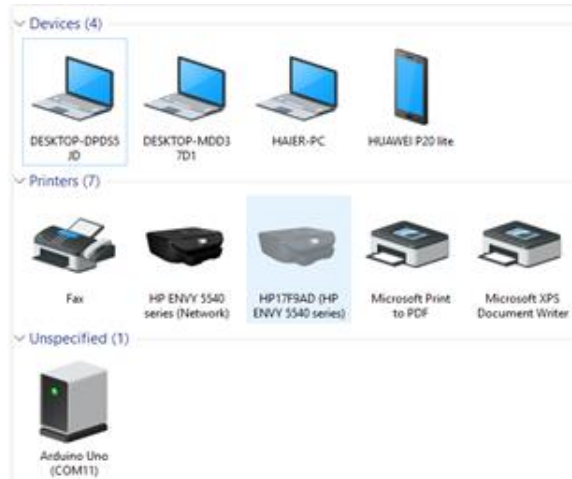 Devices (4)
DESKTOP-DPDS5
JD
DESKTOP-MDD3
7D1
HAIER-PC
HUAWEI P20 lite
Printers (7)
Fax
HP ENVY 5540
series (Network)
HP17F9AD (HP
ENVY 5540 series)
Microsoft Print
to PDF
Microsoft XPS
Document Writer
Unspecified (1)
Arduino Uno
(COM11)